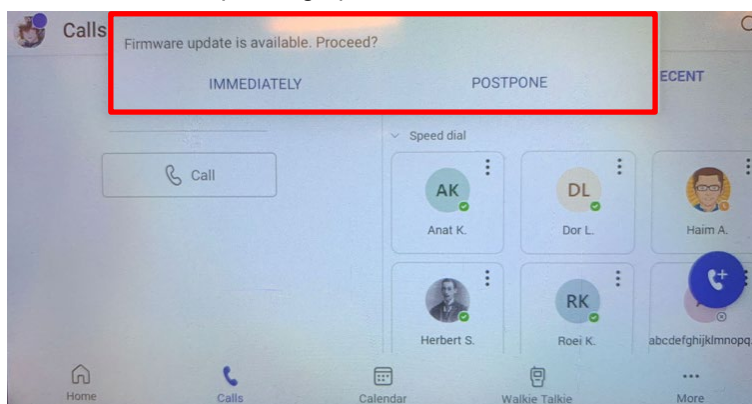 Calls
Firmware update is available. Proceed?
IMMEDIATELY
POSTPONE
ECENT
Speed dial
Call
AK
DL
Anat K.
Dor L.
Haim A.
RK
Herbert S.
Roei K.
abcdefghijklmnopq.
Home
Calls
Calendar
Walkie Talkie
More